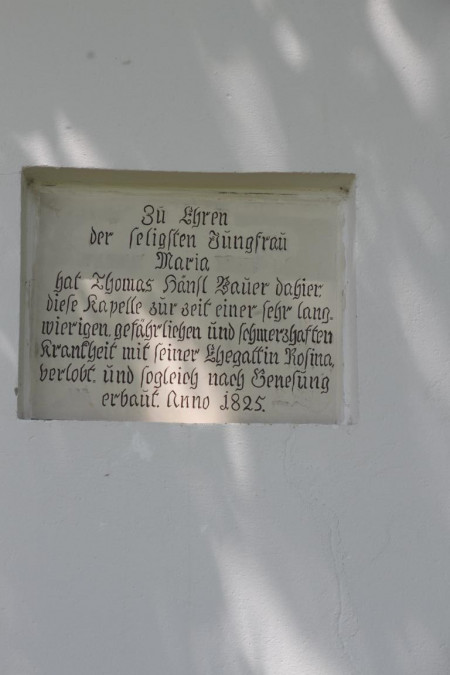 Zu Ehren
der seligsten Jungfrau
Maria
hat Thomas Hänsl Bauer dahier
diese Kapelle zur zeit einer sehr lang-
wierigen, gefährlichen und schmerzhaften
Krankheit mit seiner Ehegattin Rosina,
verlobt, und sogleich nach Genesung
erbaut. Anno 1825.